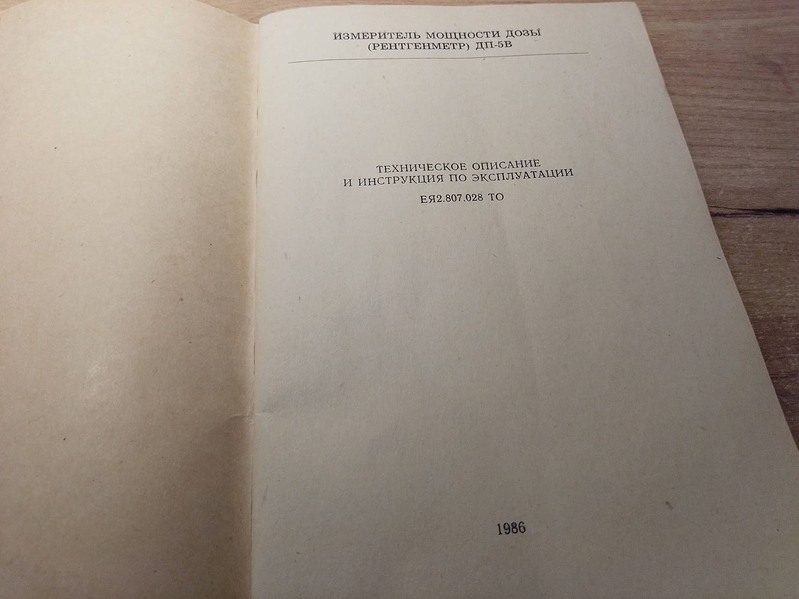 ИЗМЕРИТЕЛЬ МОЩНОСТИ ДОЗЫ
(РЕНТГЕНМЕТР) ДП-5В
ТЕХНИЧЕСКОЕ ОПИСАНИЕ
И ИНСТРУКЦИЯ ПО ЭКСПЛУАТАЦИИ
ЕЯ2.807.028 ТО
1986